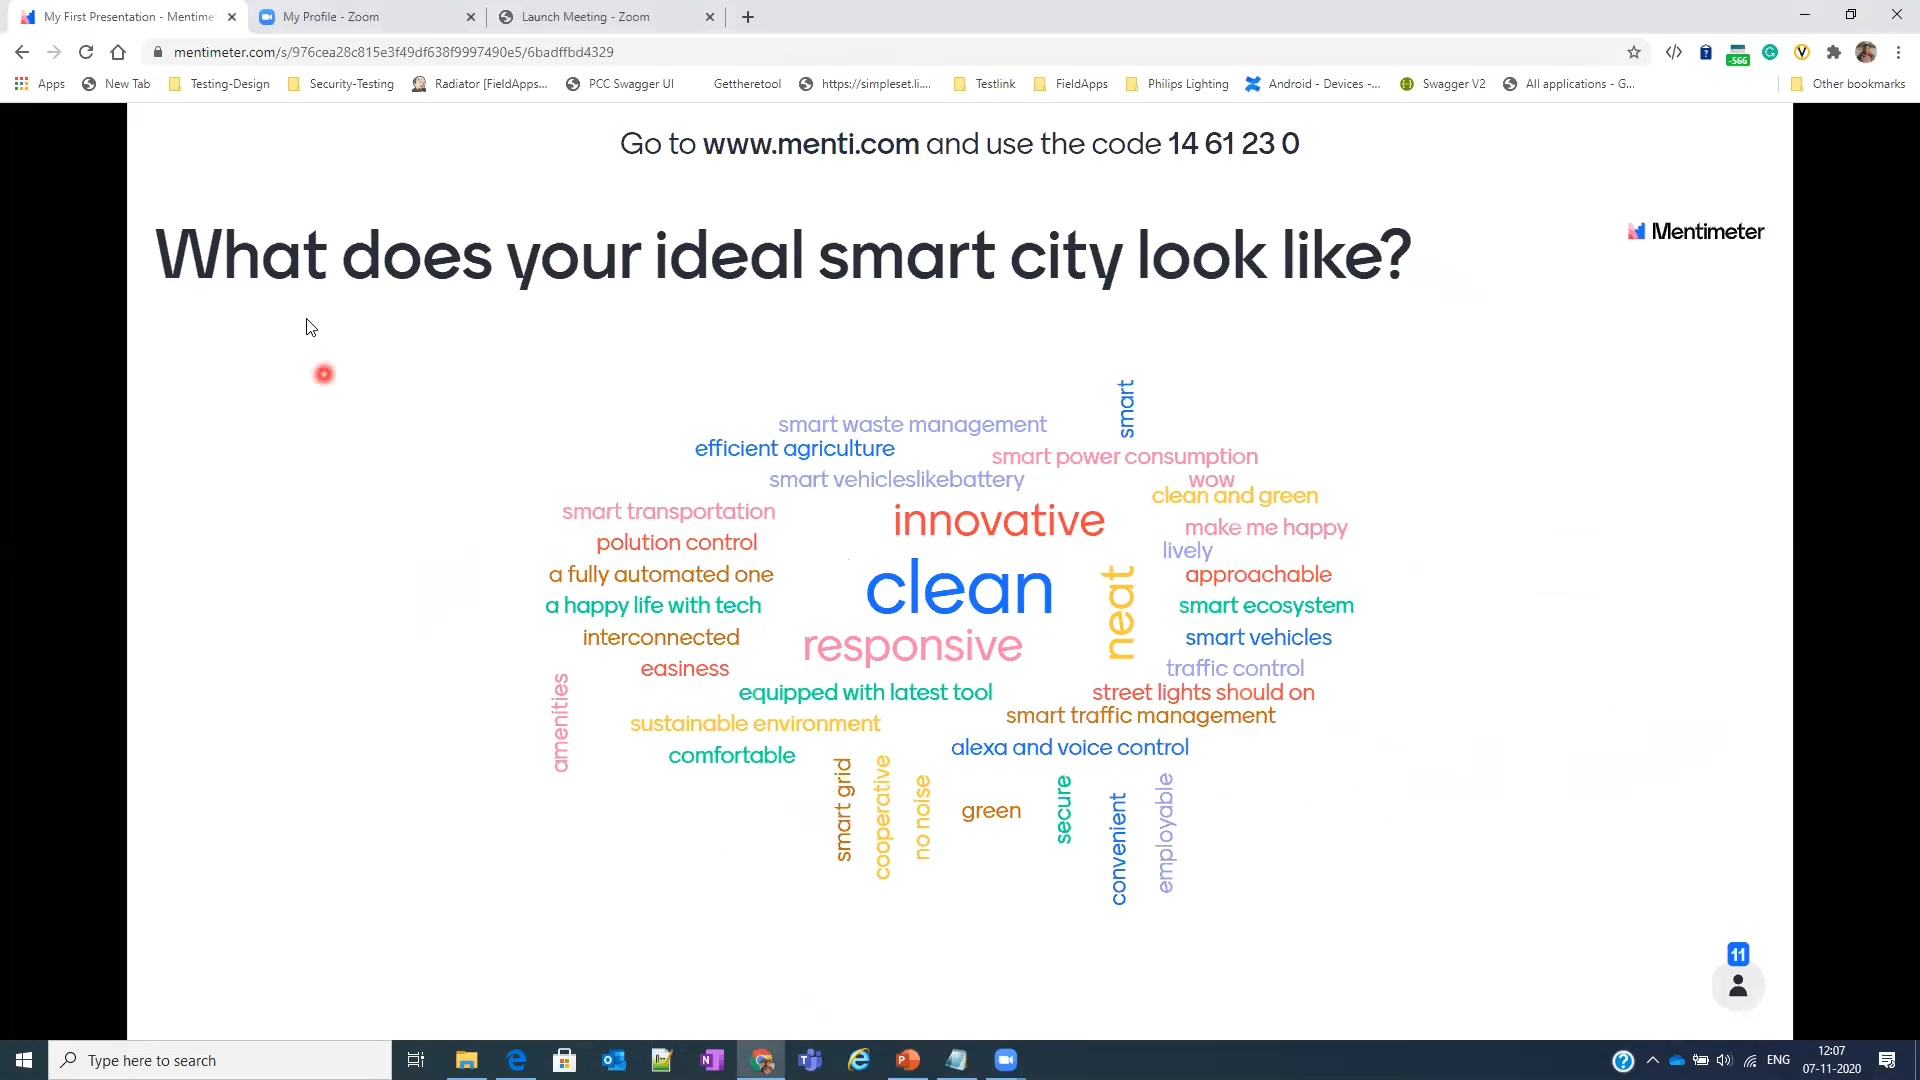 My First Presentation - Mentime
My Profile - Zoom
Launch Meeting - Zoom
mentimeter.com/s/976cea28c815e3f49df638f9997490e5/6badffbd4329
-566
Apps
New Tab
Testing-Design
Security-Testing
Radiator [FieldApps...
PCC Swagger UI
Gettheretool
https://simpleset.li....
Testlink
FieldApps
Philips Lighting
Android - Devices -...
Swagger V2
All applications - G...
Other bookmarks
Go to www.menti.com and use the code 14 61 23 0
What does your ideal smart city look like?
Mentimeter
smart
smart waste management
efficient agriculture
smart power consumption
smart vehicleslikebattery
wow
clean and green
smart transportation
innovative
make me happy
polution control
lively
a fully automated one
clean
neat
approachable
a happy life with tech
smart ecosystem
interconnected
responsive
smart vehicles
easiness
traffic control
amenities
equipped with latest tool
street lights should on
sustainable environment
smart traffic management
comfortable
alexa and voice control
smart grid
cooperative
no noise
green
secure
convenient
employable
11
Type here to search
ENG
12:07
07-11-2020